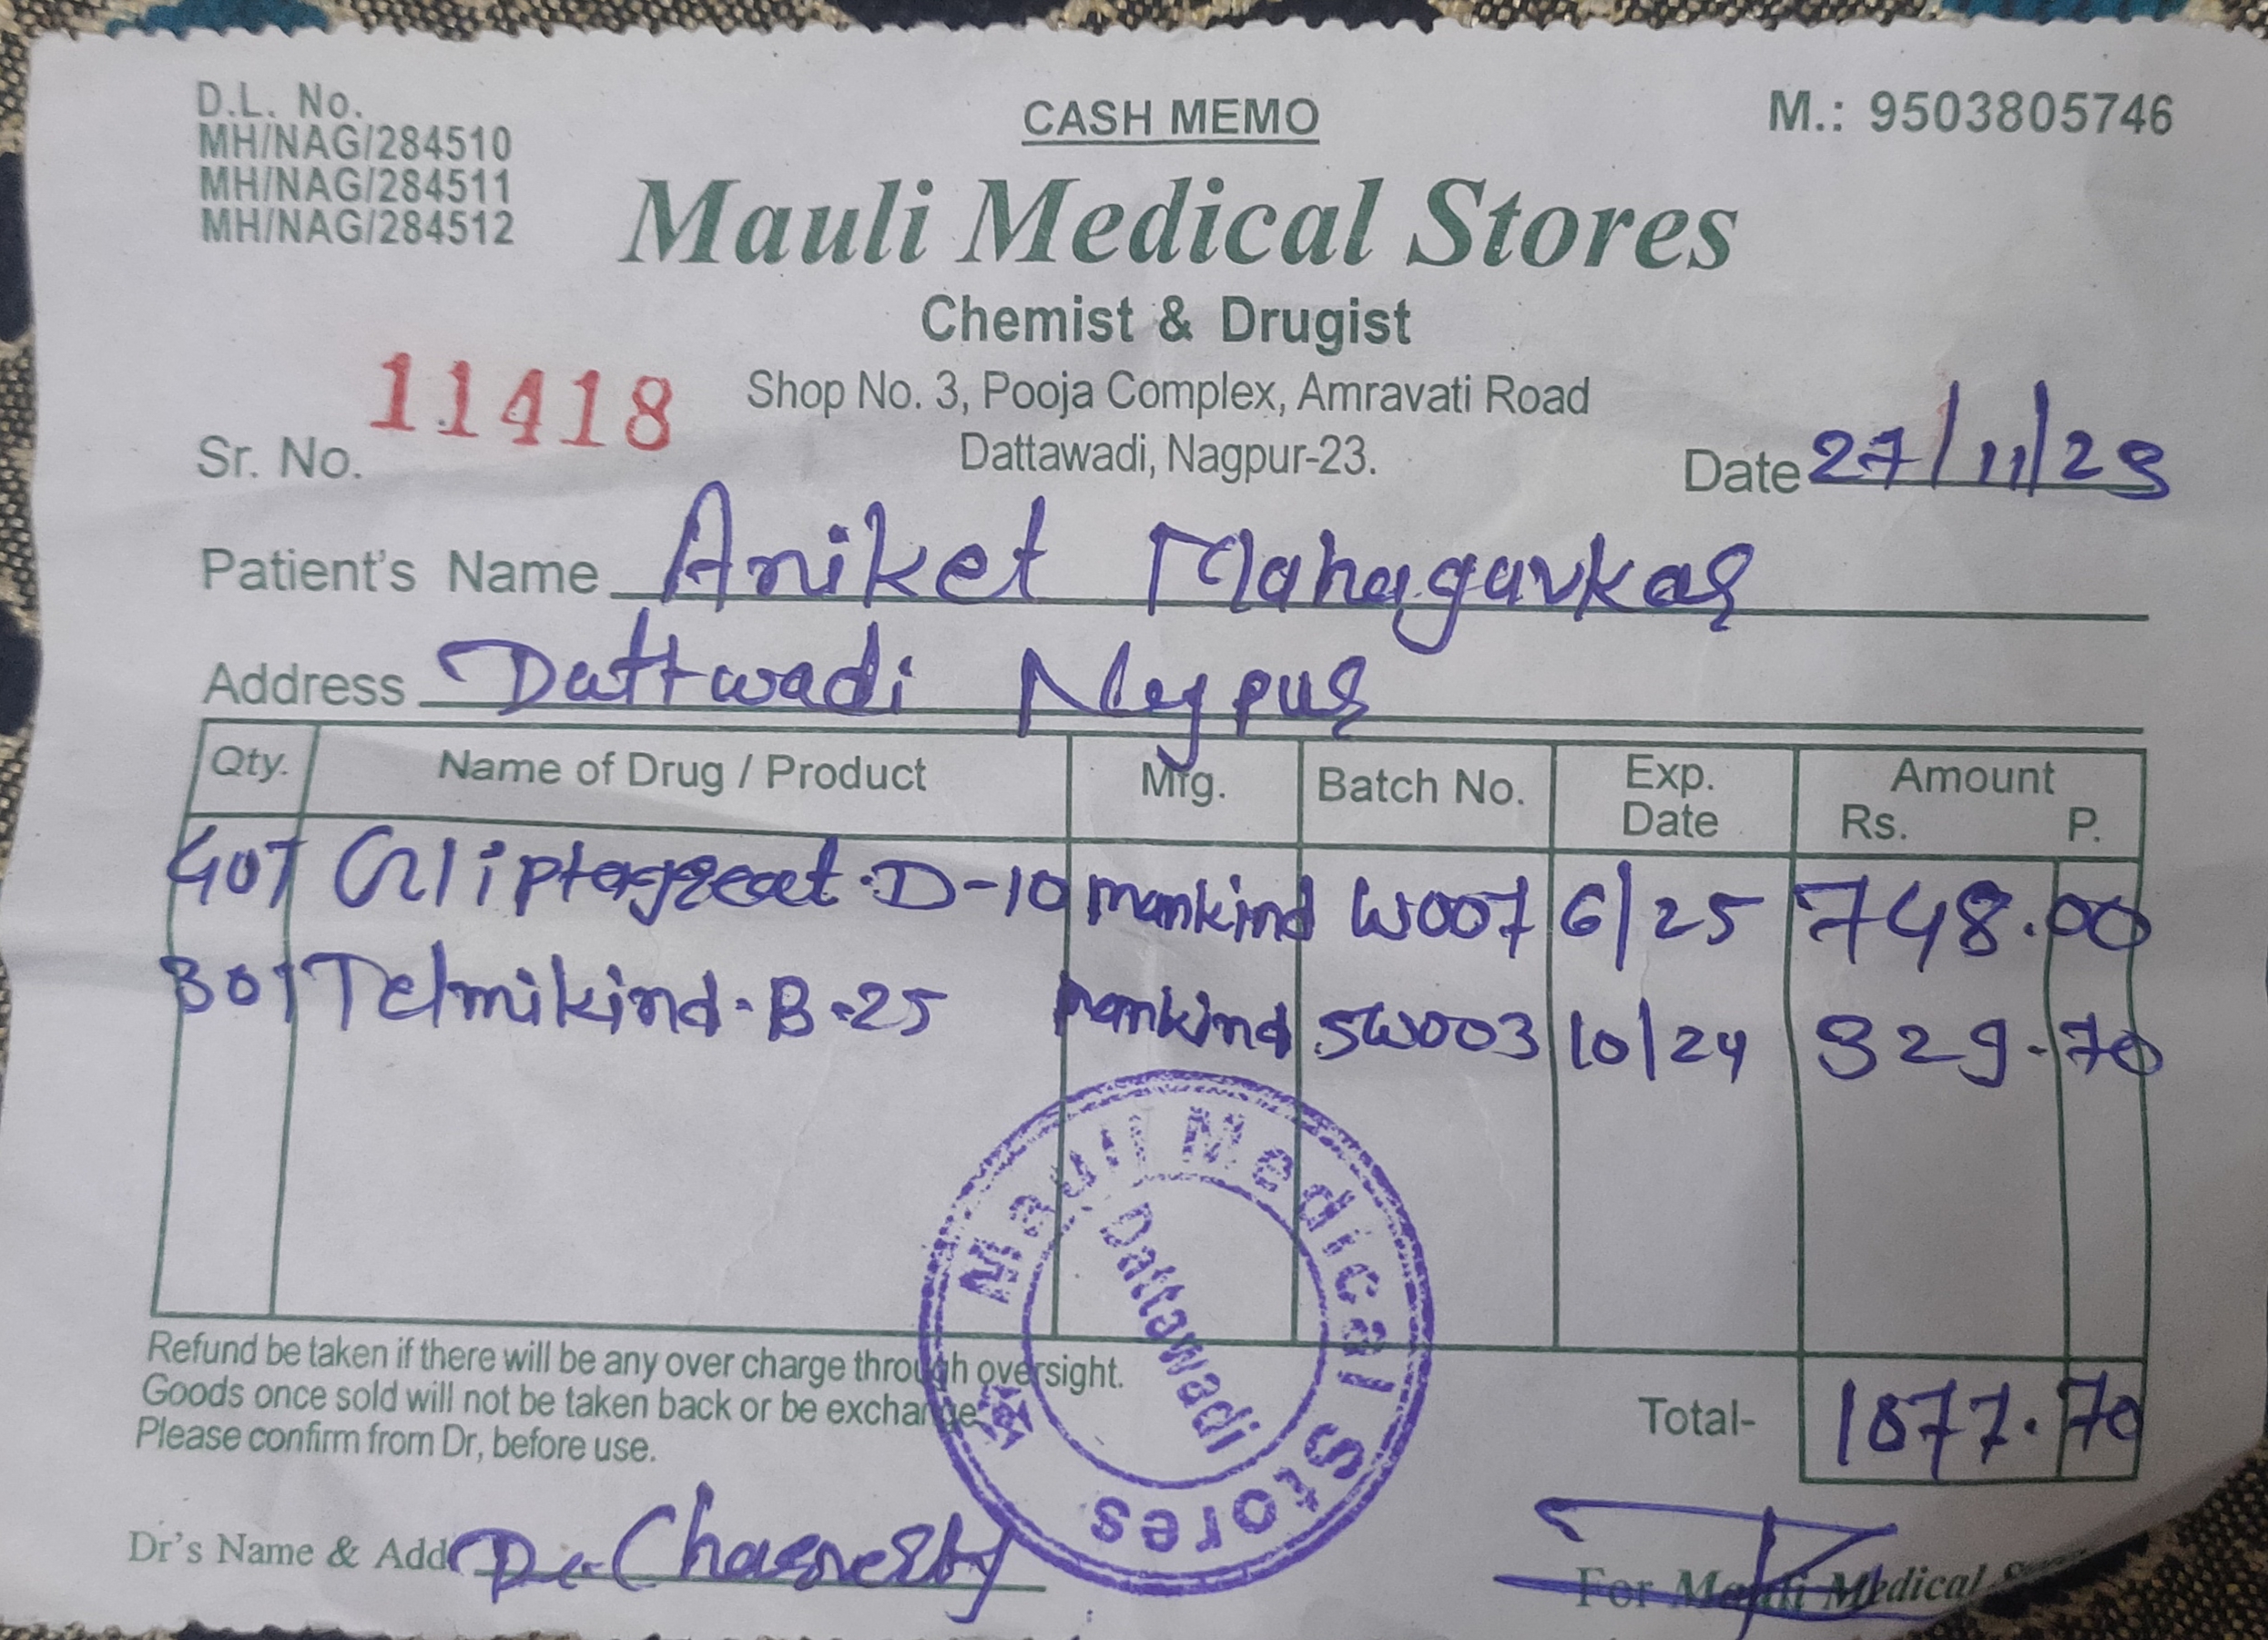 D.L. No.
MH/NAG/284510
MH/NAG/284511
MH/NAG/284512
CASH MEMO
M.: 9503805746
Mauli Medical Stores
Chemist & Drugist
Shop No. 3, Pooja Complex, Amravati Road
Dattawadi, Nagpur-23.
Sr. No. 11418
Date 27/11/23
Patient's Name Aniket Mahagavkar
Address Dattwadi Nagpur
Qty. Name of Drug / Product Mfg. Batch No. Exp. Date Amount Rs. P.
40T D-10 mankind W007 6/25 748.00
30T Telmikind-B-25 mankind SW003 10/24 329.70
Mauli Medical Stores
Dattawadi
Refund be taken if there will be any over charge through oversight.
Goods once sold will not be taken back or be exchange
Please confirm from Dr, before use.
Total- 1077.70
Dr's Name & Add Dr.
For Mauli Medical